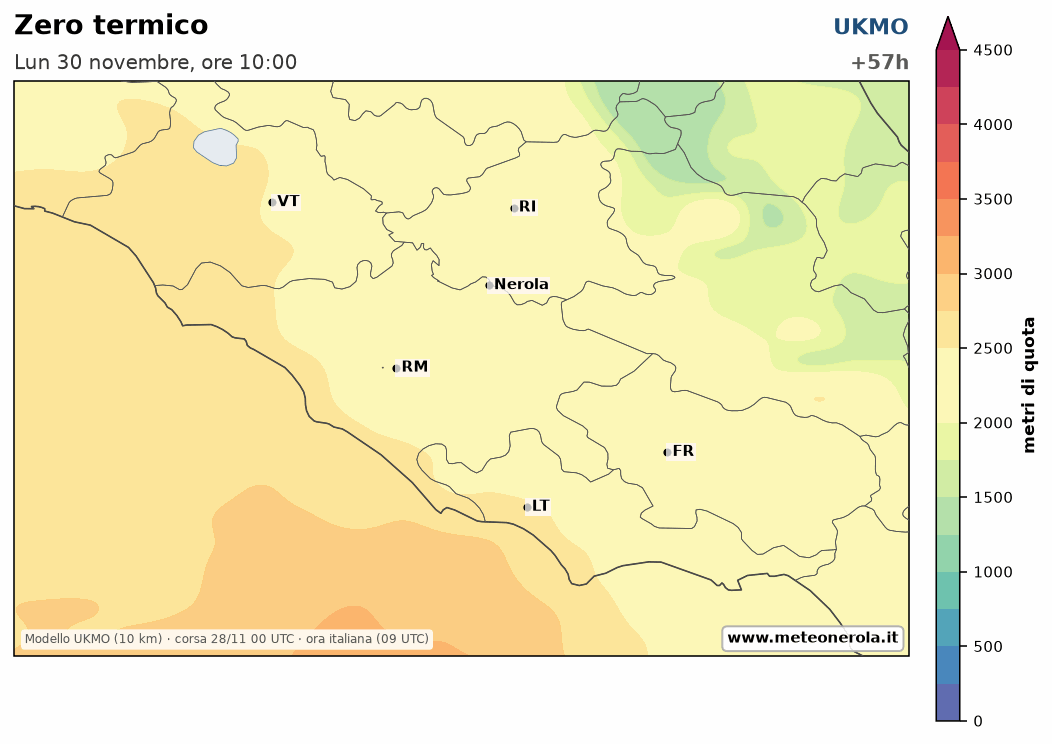 Zero termico
UKMO
Lun 30 novembre, ore 10:00
+57h
VT
RI
Nerola
RM
FR
LT
Modello UKMO (10 km) · corsa 28/11 00 UTC · ora italiana (09 UTC)
www.meteonerola.it
4500
4000
3500
3000
2500
2000
1500
1000
500
0
metri di quota